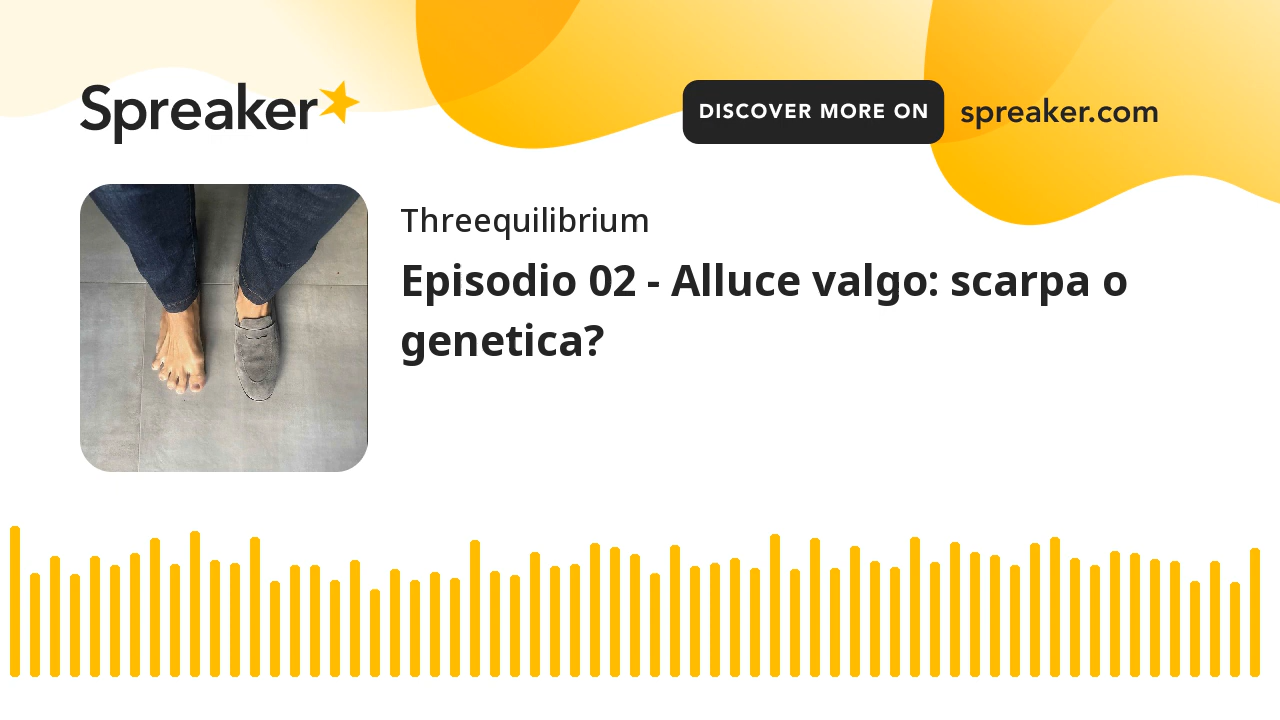 Spreaker
DISCOVER MORE ON
spreaker.com
Threequilibrium
Episodio 02 - Alluce valgo: scarpa o
genetica?